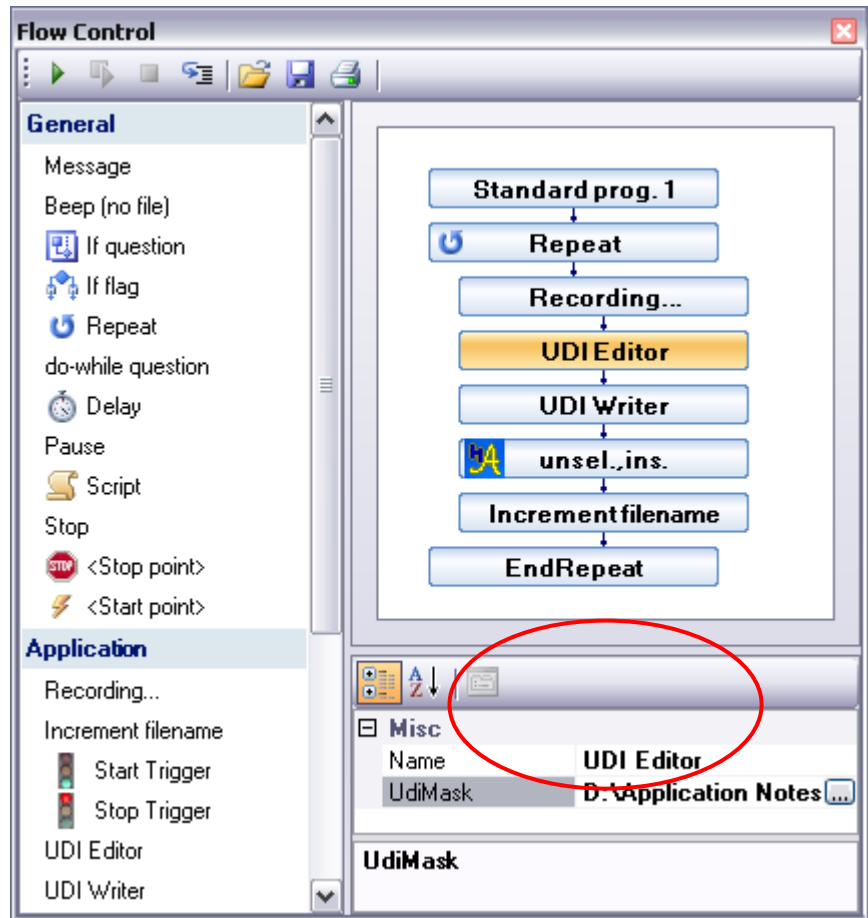 Flow Control
General
Message
Beep (no file)
If question
If flag
Repeat
do-while question
Delay
Pause
Script
Stop
STOP <Stop point>
<Start point>
Application
Recording...
Increment filename
Start Trigger
Stop Trigger
UDI Editor
UDI Writer
Standard prog. 1
Repeat
Recording...
UDI Editor
UDI Writer
unsel.,ins.
Increment filename
EndRepeat
A
Z
Misc
Name UDI Editor
UdiMask D:\Application Notes ...
UdiMask